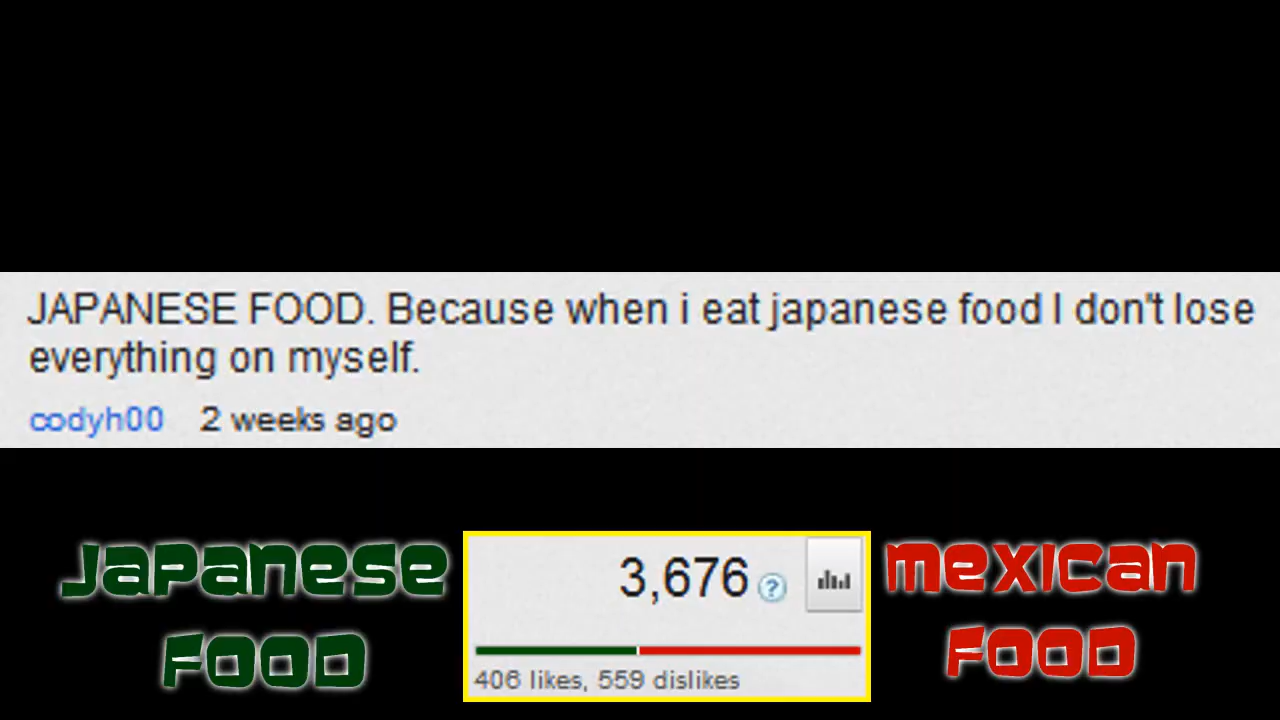 JAPANESE FOOD. Because when i eat japanese food I don't lose
everything on myself.
codyh00 2 weeks ago
JAPANESE
FOOD
3,676 ?
406 likes, 559 dislikes
MEXICAN
FOOD